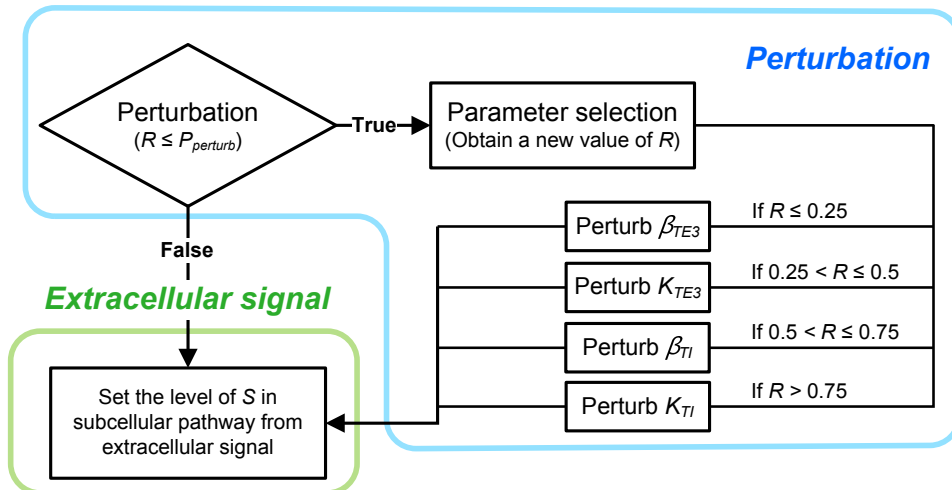 Perturbation
Perturbation
(R ≤ P_perturb)
True
Parameter selection
(Obtain a new value of R)
Perturb β_TE3
If R ≤ 0.25
False
Perturb K_TE3
If 0.25 < R ≤ 0.5
Extracellular signal
Perturb β_TI
If 0.5 < R ≤ 0.75
Perturb K_TI
If R > 0.75
Set the level of S in
subcellular pathway from
extracellular signal